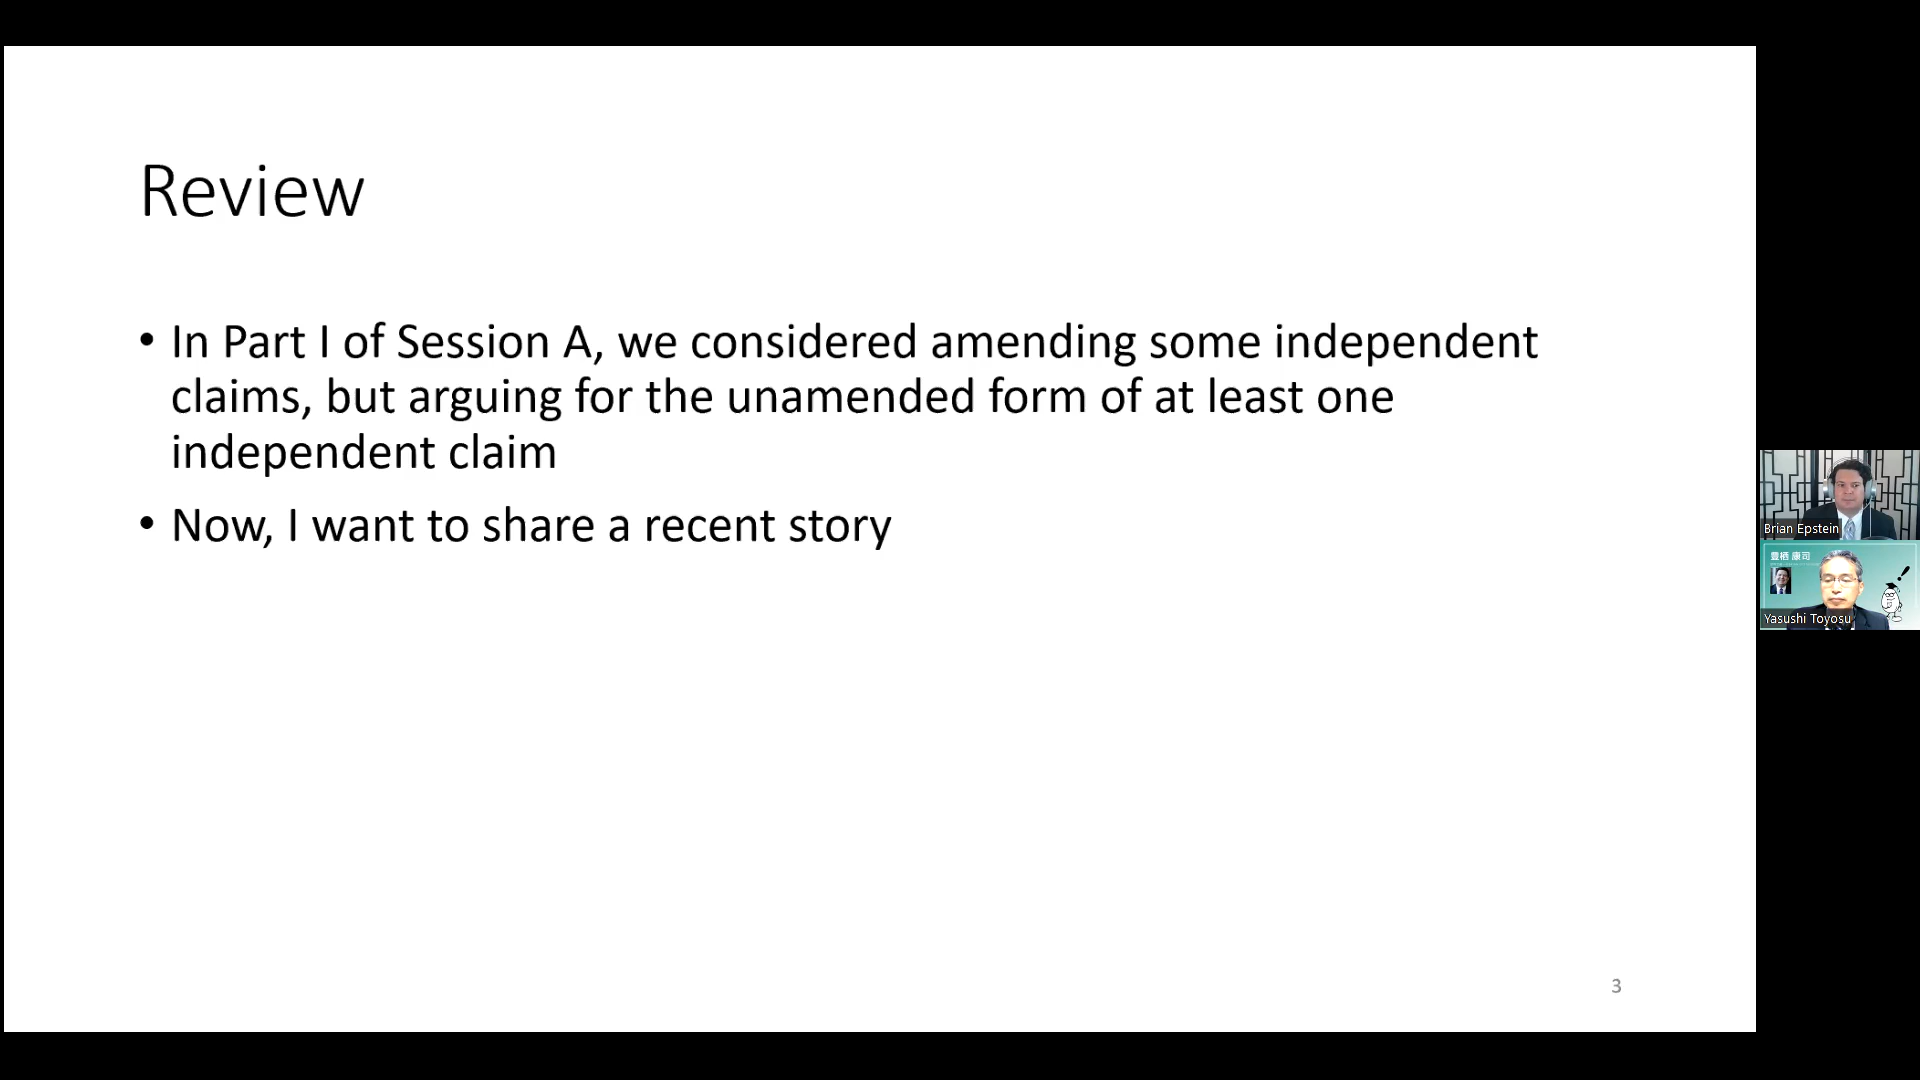 Review
• In Part I of Session A, we considered amending some independent
claims, but arguing for the unamended form of at least one
independent claim
• Now, I want to share a recent story
3
Brian Epstein
豊栖 康司
Yasushi Toyosu